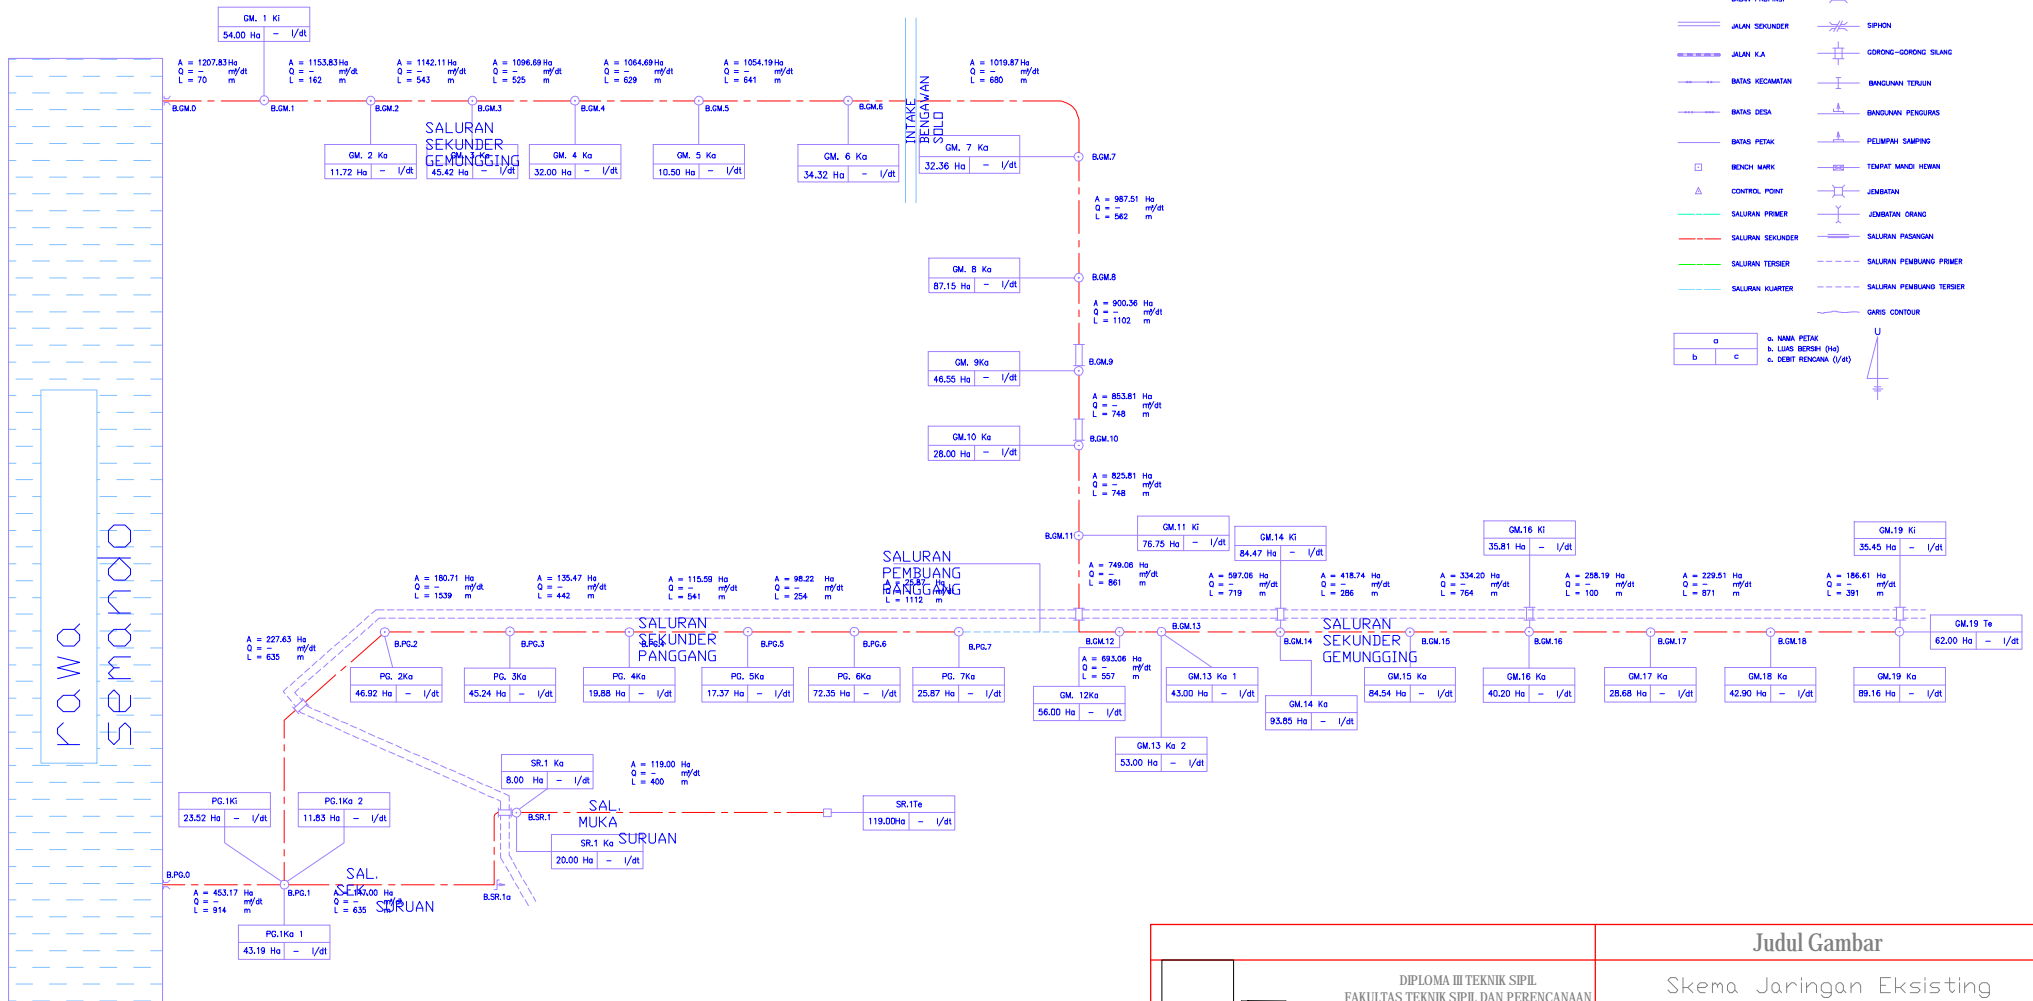 GM. 1 Ki
54.00 Ha - l/dt
A = 1207.83 Ha
Q = - m³/dt
L = 70 m
A = 1153.83 Ha
Q = - m³/dt
L = 162 m
A = 1142.11 Ha
Q = - m³/dt
L = 543 m
A = 1096.69 Ha
Q = - m³/dt
L = 525 m
A = 1064.69 Ha
Q = - m³/dt
L = 629 m
A = 1054.19 Ha
Q = - m³/dt
L = 641 m
A = 1019.87 Ha
Q = - m³/dt
L = 680 m
B.GM.0
B.GM.1
B.GM.2
B.GM.3
B.GM.4
B.GM.5
B.GM.6
INTAKE
BENGAWAN
SOLO
SALURAN
SEKUNDER
GEMUNGGING
GM. 2 Ka
11.72 Ha - l/dt
GM. 3 Ka
45.42 Ha - l/dt
GM. 4 Ka
32.00 Ha - l/dt
GM. 5 Ka
10.50 Ha - l/dt
GM. 6 Ka
34.32 Ha - l/dt
GM. 7 Ka
32.36 Ha - l/dt
B.GM.7
A = 987.51 Ha
Q = - m³/dt
L = 562 m
GM. 8 Ka
87.15 Ha - l/dt
B.GM.8
A = 900.36 Ha
Q = - m³/dt
L = 1102 m
GM. 9Ka
46.55 Ha - l/dt
B.GM.9
A = 853.81 Ha
Q = - m³/dt
L = 748 m
GM.10 Ka
28.00 Ha - l/dt
B.GM.10
A = 825.81 Ha
Q = - m³/dt
L = 748 m
B.GM.11
GM.11 Ki
76.75 Ha - l/dt
GM.14 Ki
84.47 Ha - l/dt
GM.16 Ki
35.81 Ha - l/dt
GM.19 Ki
35.45 Ha - l/dt
rawa
semando
A = 180.71 Ha
Q = - m³/dt
L = 1539 m
A = 135.47 Ha
Q = - m³/dt
L = 442 m
A = 115.59 Ha
Q = - m³/dt
L = 541 m
A = 98.22 Ha
Q = - m³/dt
L = 254 m
SALURAN
PEMBUANG
PANGGANG
A = 25.87 Ha
L = 1112 m
A = 749.06 Ha
Q = - m³/dt
L = 861 m
A = 597.06 Ha
Q = - m³/dt
L = 719 m
A = 418.74 Ha
Q = - m³/dt
L = 286 m
A = 334.20 Ha
Q = - m³/dt
L = 764 m
A = 258.19 Ha
Q = - m³/dt
L = 100 m
A = 229.51 Ha
Q = - m³/dt
L = 871 m
A = 186.61 Ha
Q = - m³/dt
L = 391 m
A = 227.63 Ha
Q = - m³/dt
L = 635 m
B.PG.2
B.PG.3
B.PG.4
B.PG.5
B.PG.6
B.PG.7
SALURAN
SEKUNDER
PANGGANG
B.GM.12
B.GM.13
B.GM.14
B.GM.15
B.GM.16
B.GM.17
B.GM.18
SALURAN
SEKUNDER
GEMUNGGING
GM.19 Te
62.00 Ha - l/dt
A = 693.06 Ha
Q = - m³/dt
L = 557 m
PG. 2Ka
46.92 Ha - l/dt
PG. 3Ka
45.24 Ha - l/dt
PG. 4Ka
19.88 Ha - l/dt
PG. 5Ka
17.37 Ha - l/dt
PG. 6Ka
72.35 Ha - l/dt
PG. 7Ka
25.87 Ha - l/dt
GM. 12Ka
56.00 Ha - l/dt
GM.13 Ka 1
43.00 Ha - l/dt
GM.14 Ka
93.85 Ha - l/dt
GM.15 Ka
84.54 Ha - l/dt
GM.16 Ka
40.20 Ha - l/dt
GM.17 Ka
28.68 Ha - l/dt
GM.18 Ka
42.90 Ha - l/dt
GM.19 Ka
89.16 Ha - l/dt
GM.13 Ka 2
53.00 Ha - l/dt
SR.1 Ka
8.00 Ha - l/dt
A = 119.00 Ha
Q = - m³/dt
L = 400 m
PG.1Ki
23.52 Ha - l/dt
PG.1Ka 2
11.83 Ha - l/dt
B.SR.1
SAL.
MUKA
SURUAN
SR.1Te
119.00Ha - l/dt
SR.1 Ka
20.00 Ha - l/dt
B.PG.0
B.PG.1
B.SR.1a
A = 453.17 Ha
Q = - m³/dt
L = 914 m
SAL.
SEK.
SURUAN
A = 147.00 Ha
Q = - m³/dt
L = 635 m
PG.1Ka 1
43.19 Ha - l/dt
JALAN SEKUNDER
JALAN K.A
BATAS KECAMATAN
BATAS DESA
BATAS PETAK
BENCH MARK
CONTROL POINT
SALURAN PRIMER
SALURAN SEKUNDER
SALURAN TERSIER
SALURAN KUARTER
SIPHON
GORONG-GORONG SILANG
BANGUNAN TERJUN
BANGUNAN PENGURAS
PELIMPAH SAMPING
TEMPAT MANDI HEWAN
JEMBATAN
JEMBATAN ORANG
SALURAN PASANGAN
SALURAN PEMBUANG PRIMER
SALURAN PEMBUANG TERSIER
GARIS CONTOUR
a
b c
a. NAMA PETAK
b. LUAS BERSIH (Ha)
c. DEBIT RENCANA (l/dt)
U
Judul Gambar
DIPLOMA III TEKNIK SIPIL
FAKULTAS TEKNIK SIPIL DAN PERENCANAAN
Skema Jaringan Eksisting